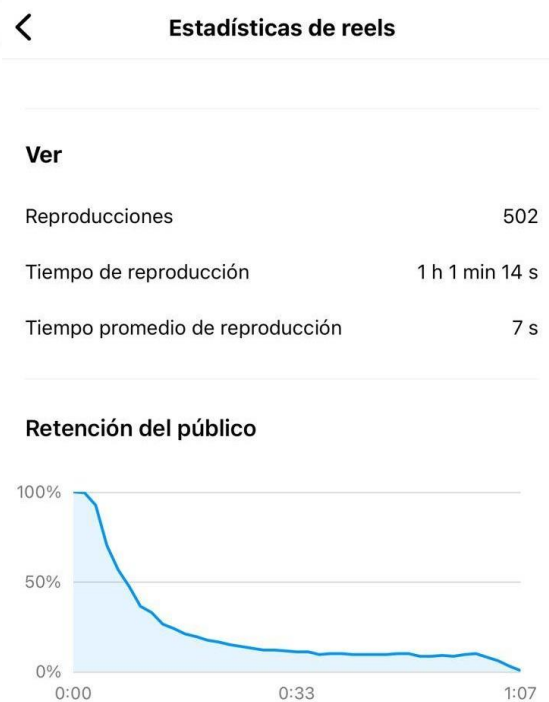 Estadísticas de reels
Ver
Reproducciones 502
Tiempo de reproducción 1 h 1 min 14 s
Tiempo promedio de reproducción 7 s
Retención del público
100%
50%
0%
0:00 0:33 1:07